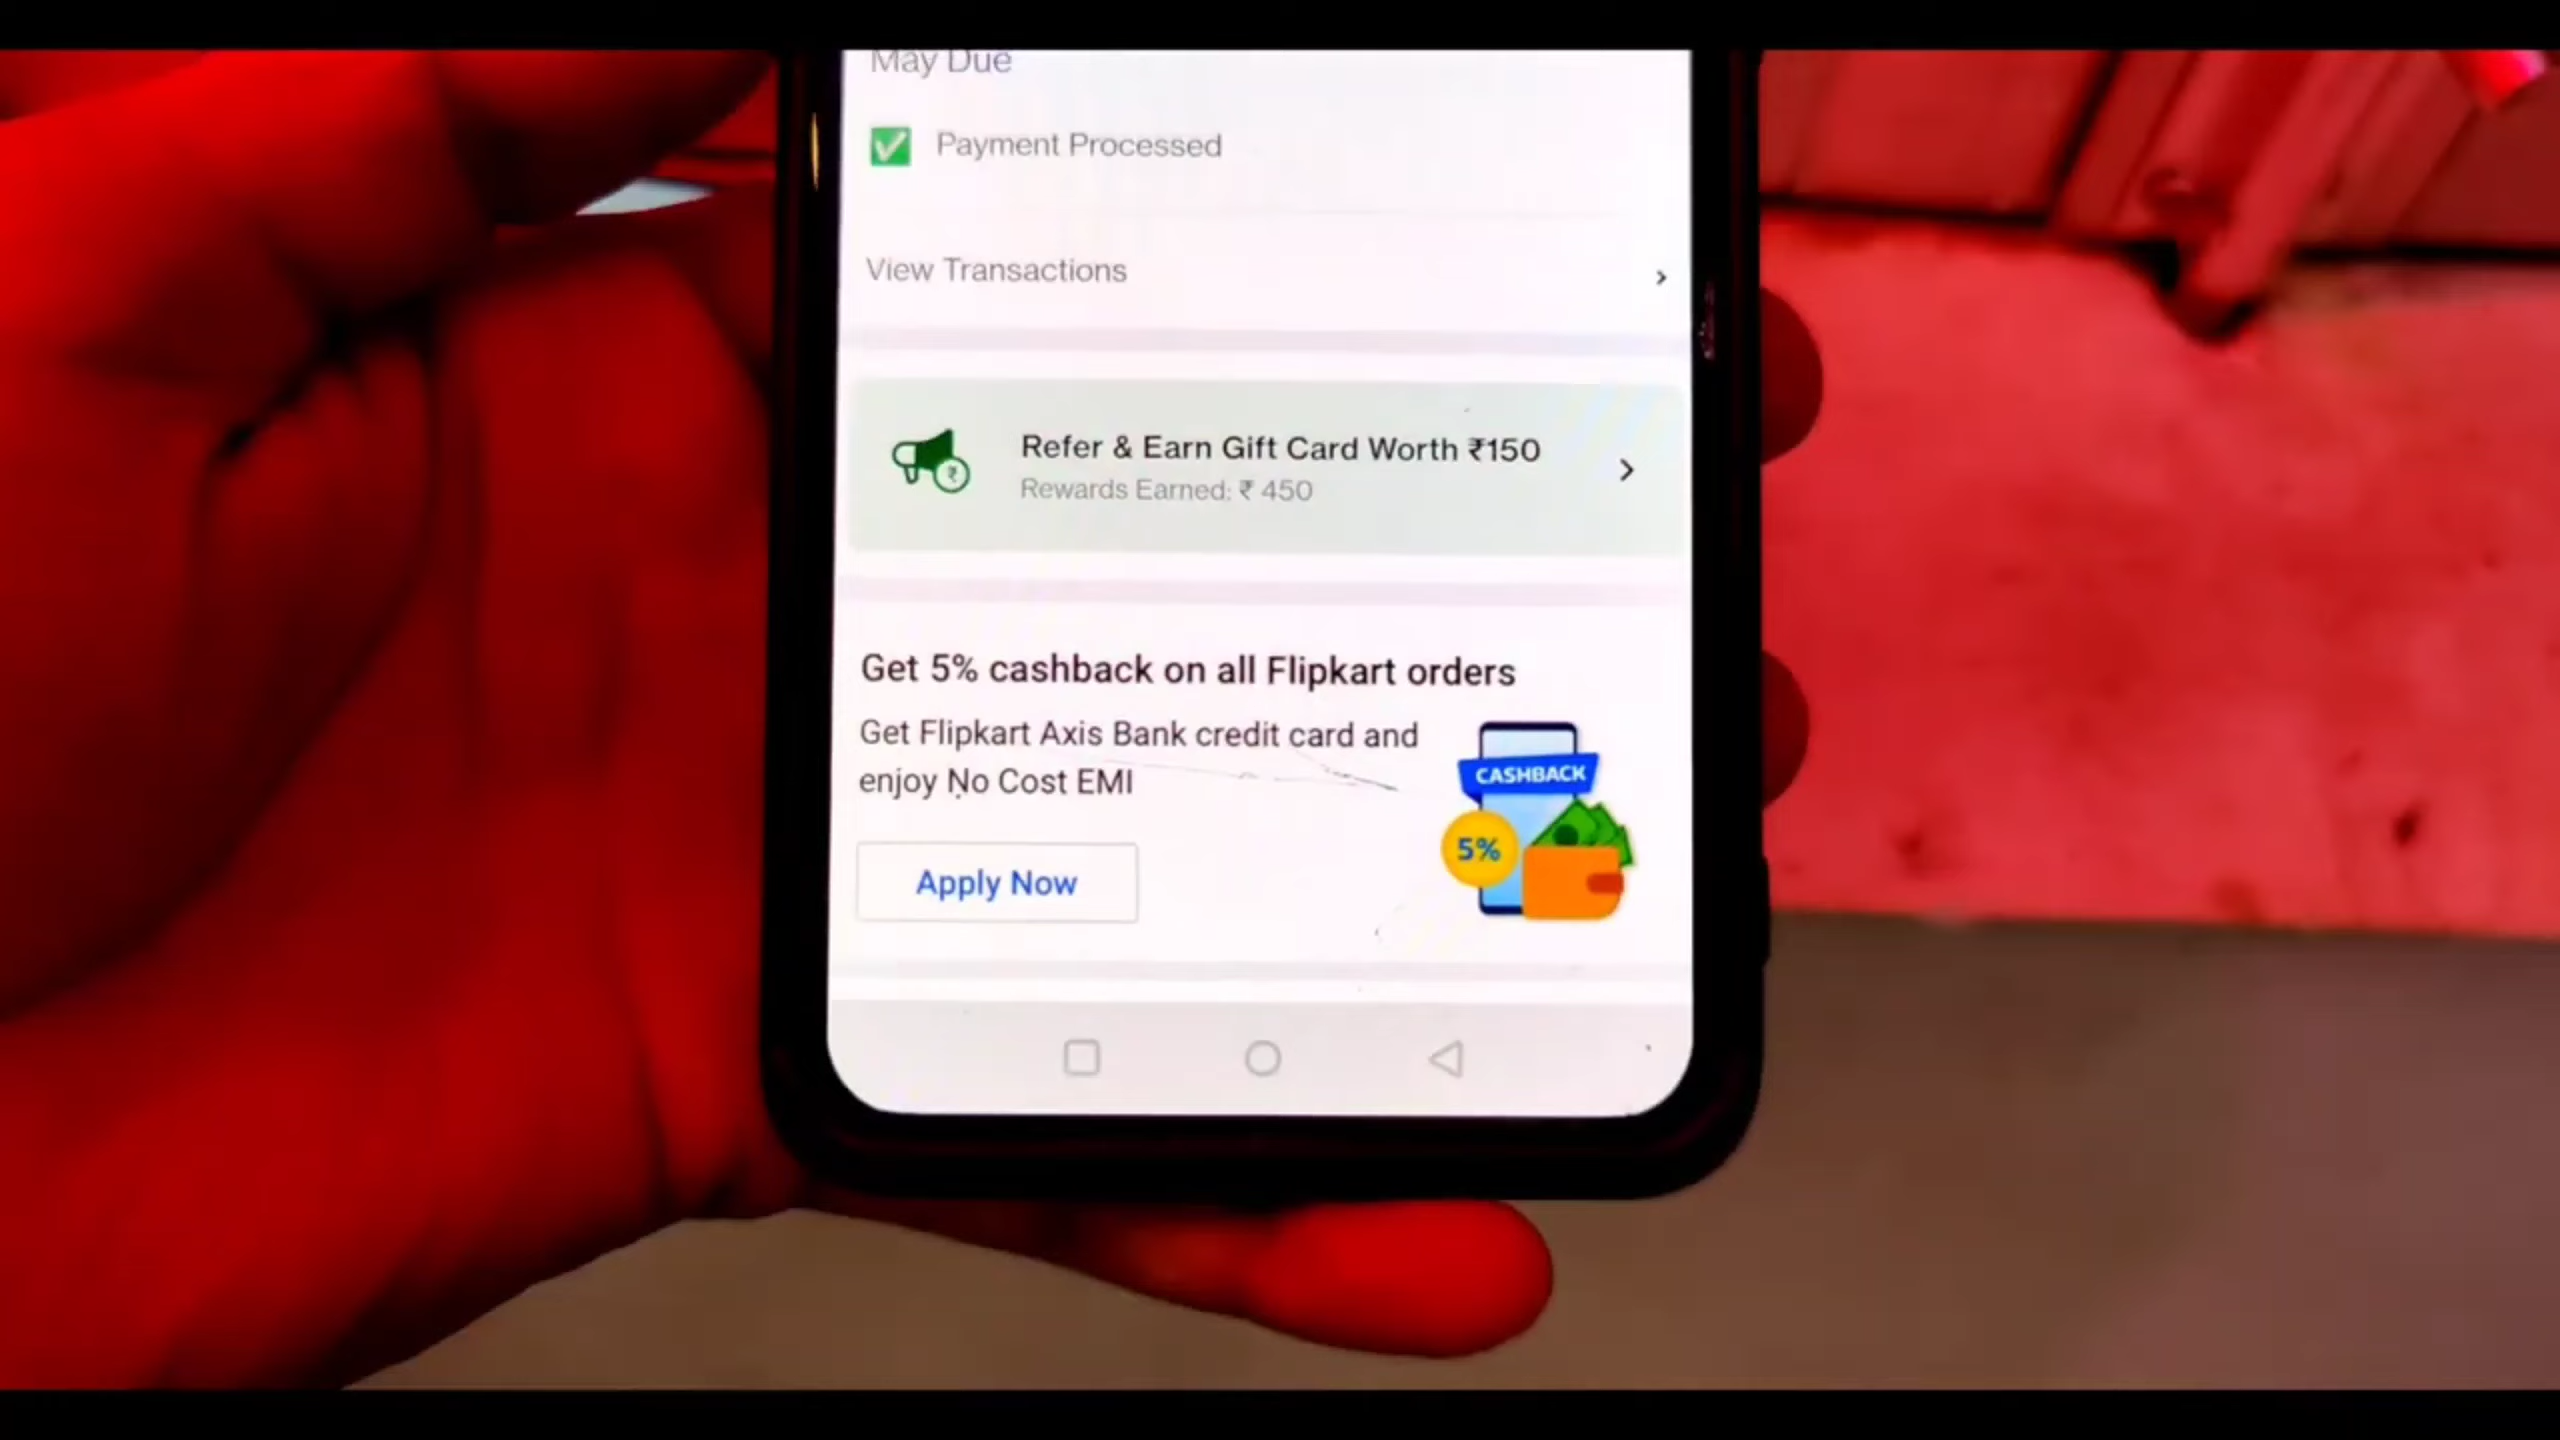 May Due
Payment Processed
View Transactions
Refer & Earn Gift Card Worth ₹150
Rewards Earned: ₹ 450
Get 5% cashback on all Flipkart orders
Get Flipkart Axis Bank credit card and
enjoy No Cost EMI
CASHBACK
5%
Apply Now